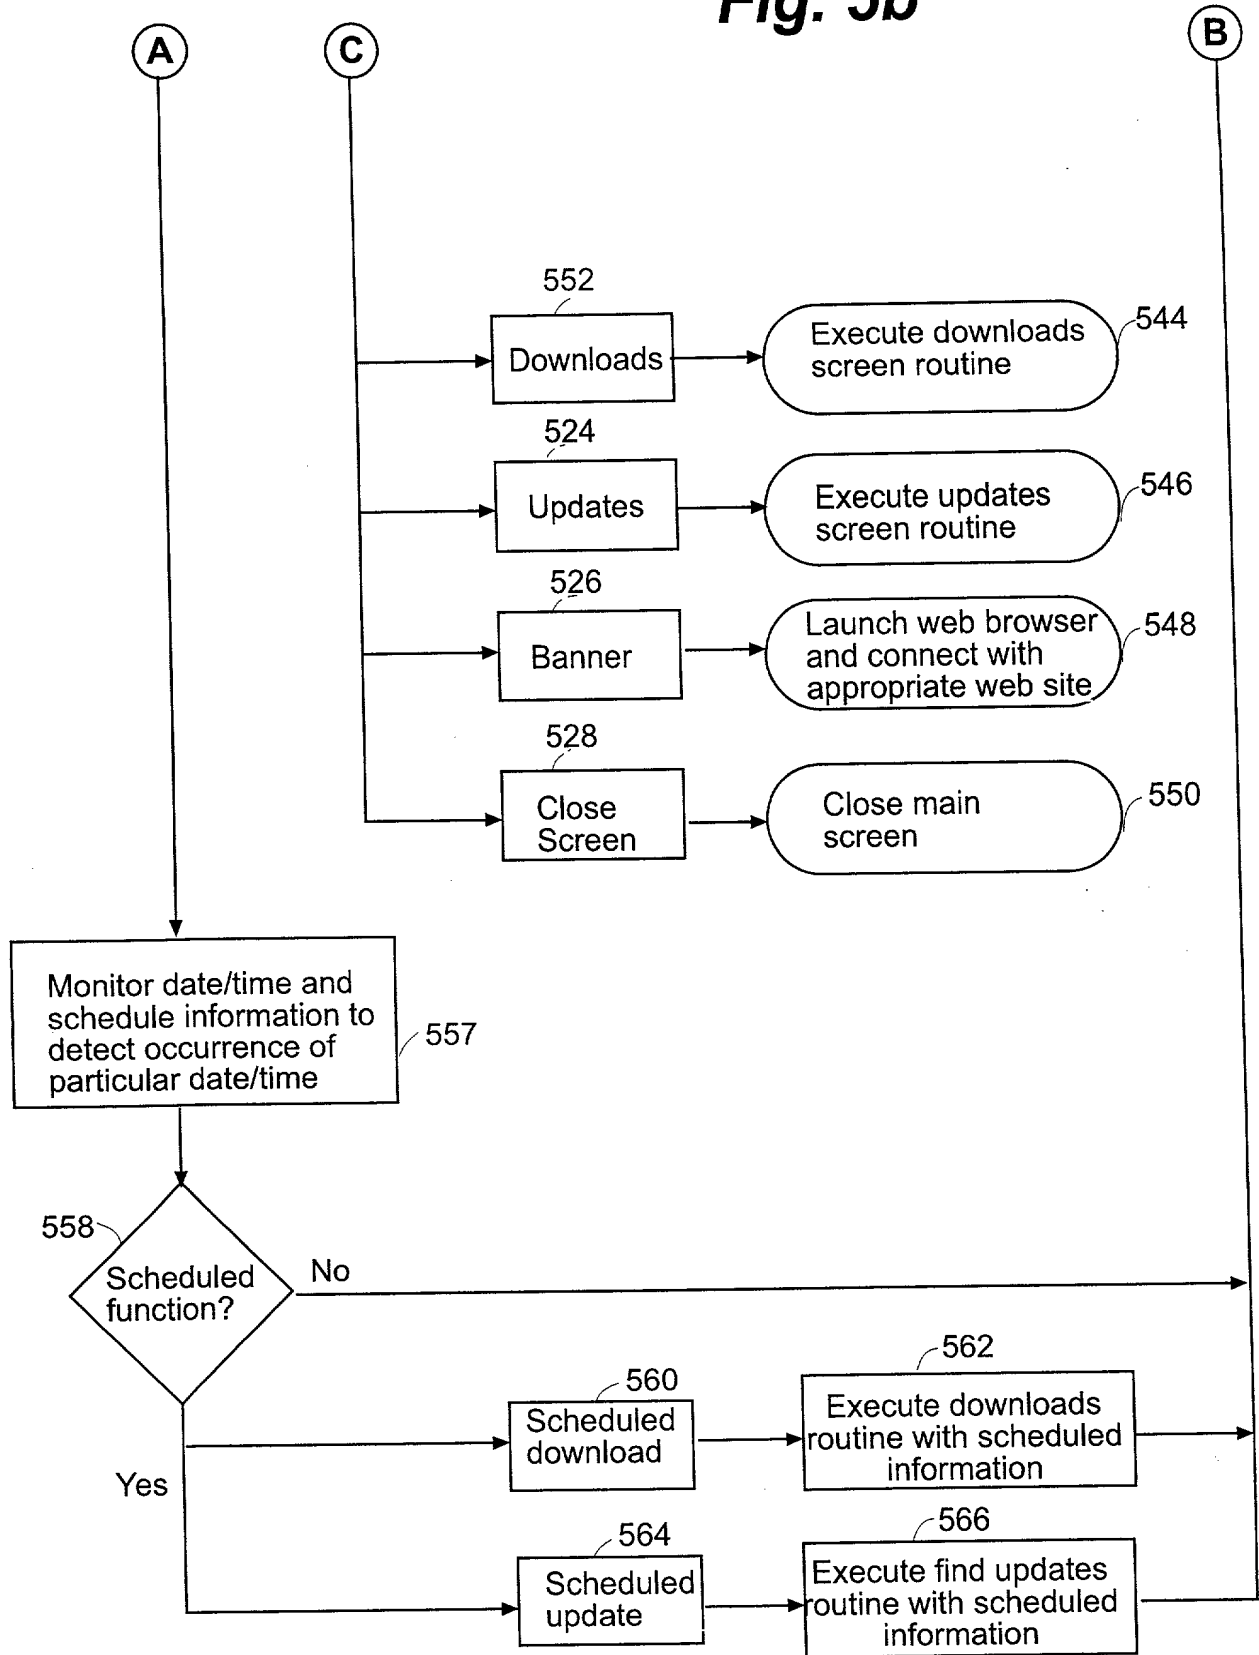 Fig. 5b
A
C
B
552
Downloads
Execute downloads
screen routine
544
524
Updates
Execute updates
screen routine
546
526
Banner
Launch web browser
and connect with
appropriate web site
548
528
Close
Screen
Close main
screen
550
Monitor date/time and
schedule information to
detect occurrence of
particular date/time
557
558
Scheduled
function?
No
Yes
560
Scheduled
download
562
Execute downloads
routine with scheduled
information
564
Scheduled
update
566
Execute find updates
routine with scheduled
information